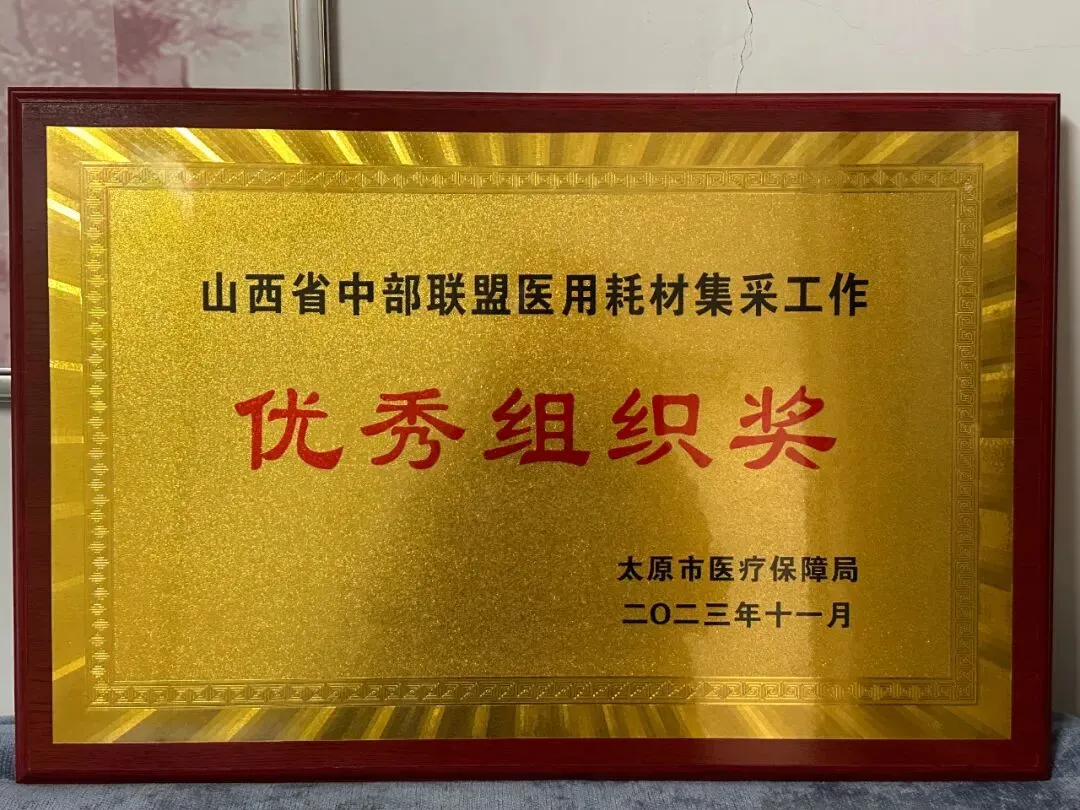 山西省中部联盟医用耗材集采工作
优秀组织奖
太原市医疗保障局
二〇二三年十一月